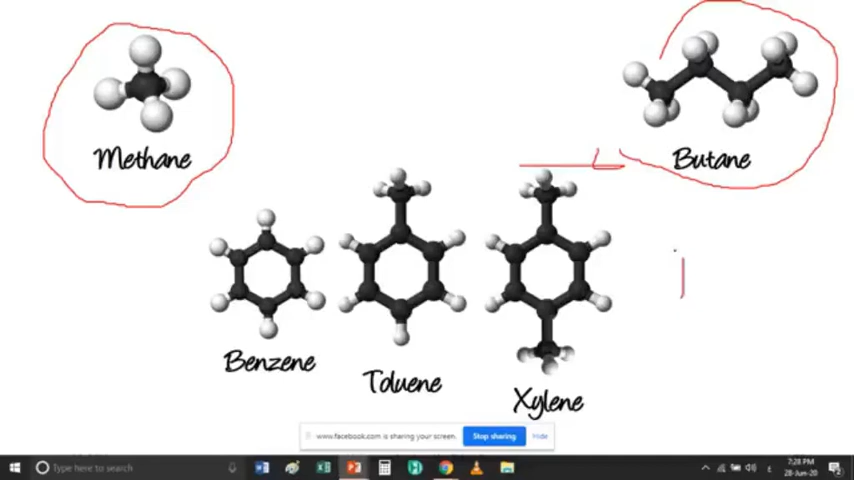 Methane
Butane
Benzene
Toluene
Xylene
www.facebook.com is sharing your screen.
Stop sharing
Hide
Type here to search
7:28 PM
28-Jun-20